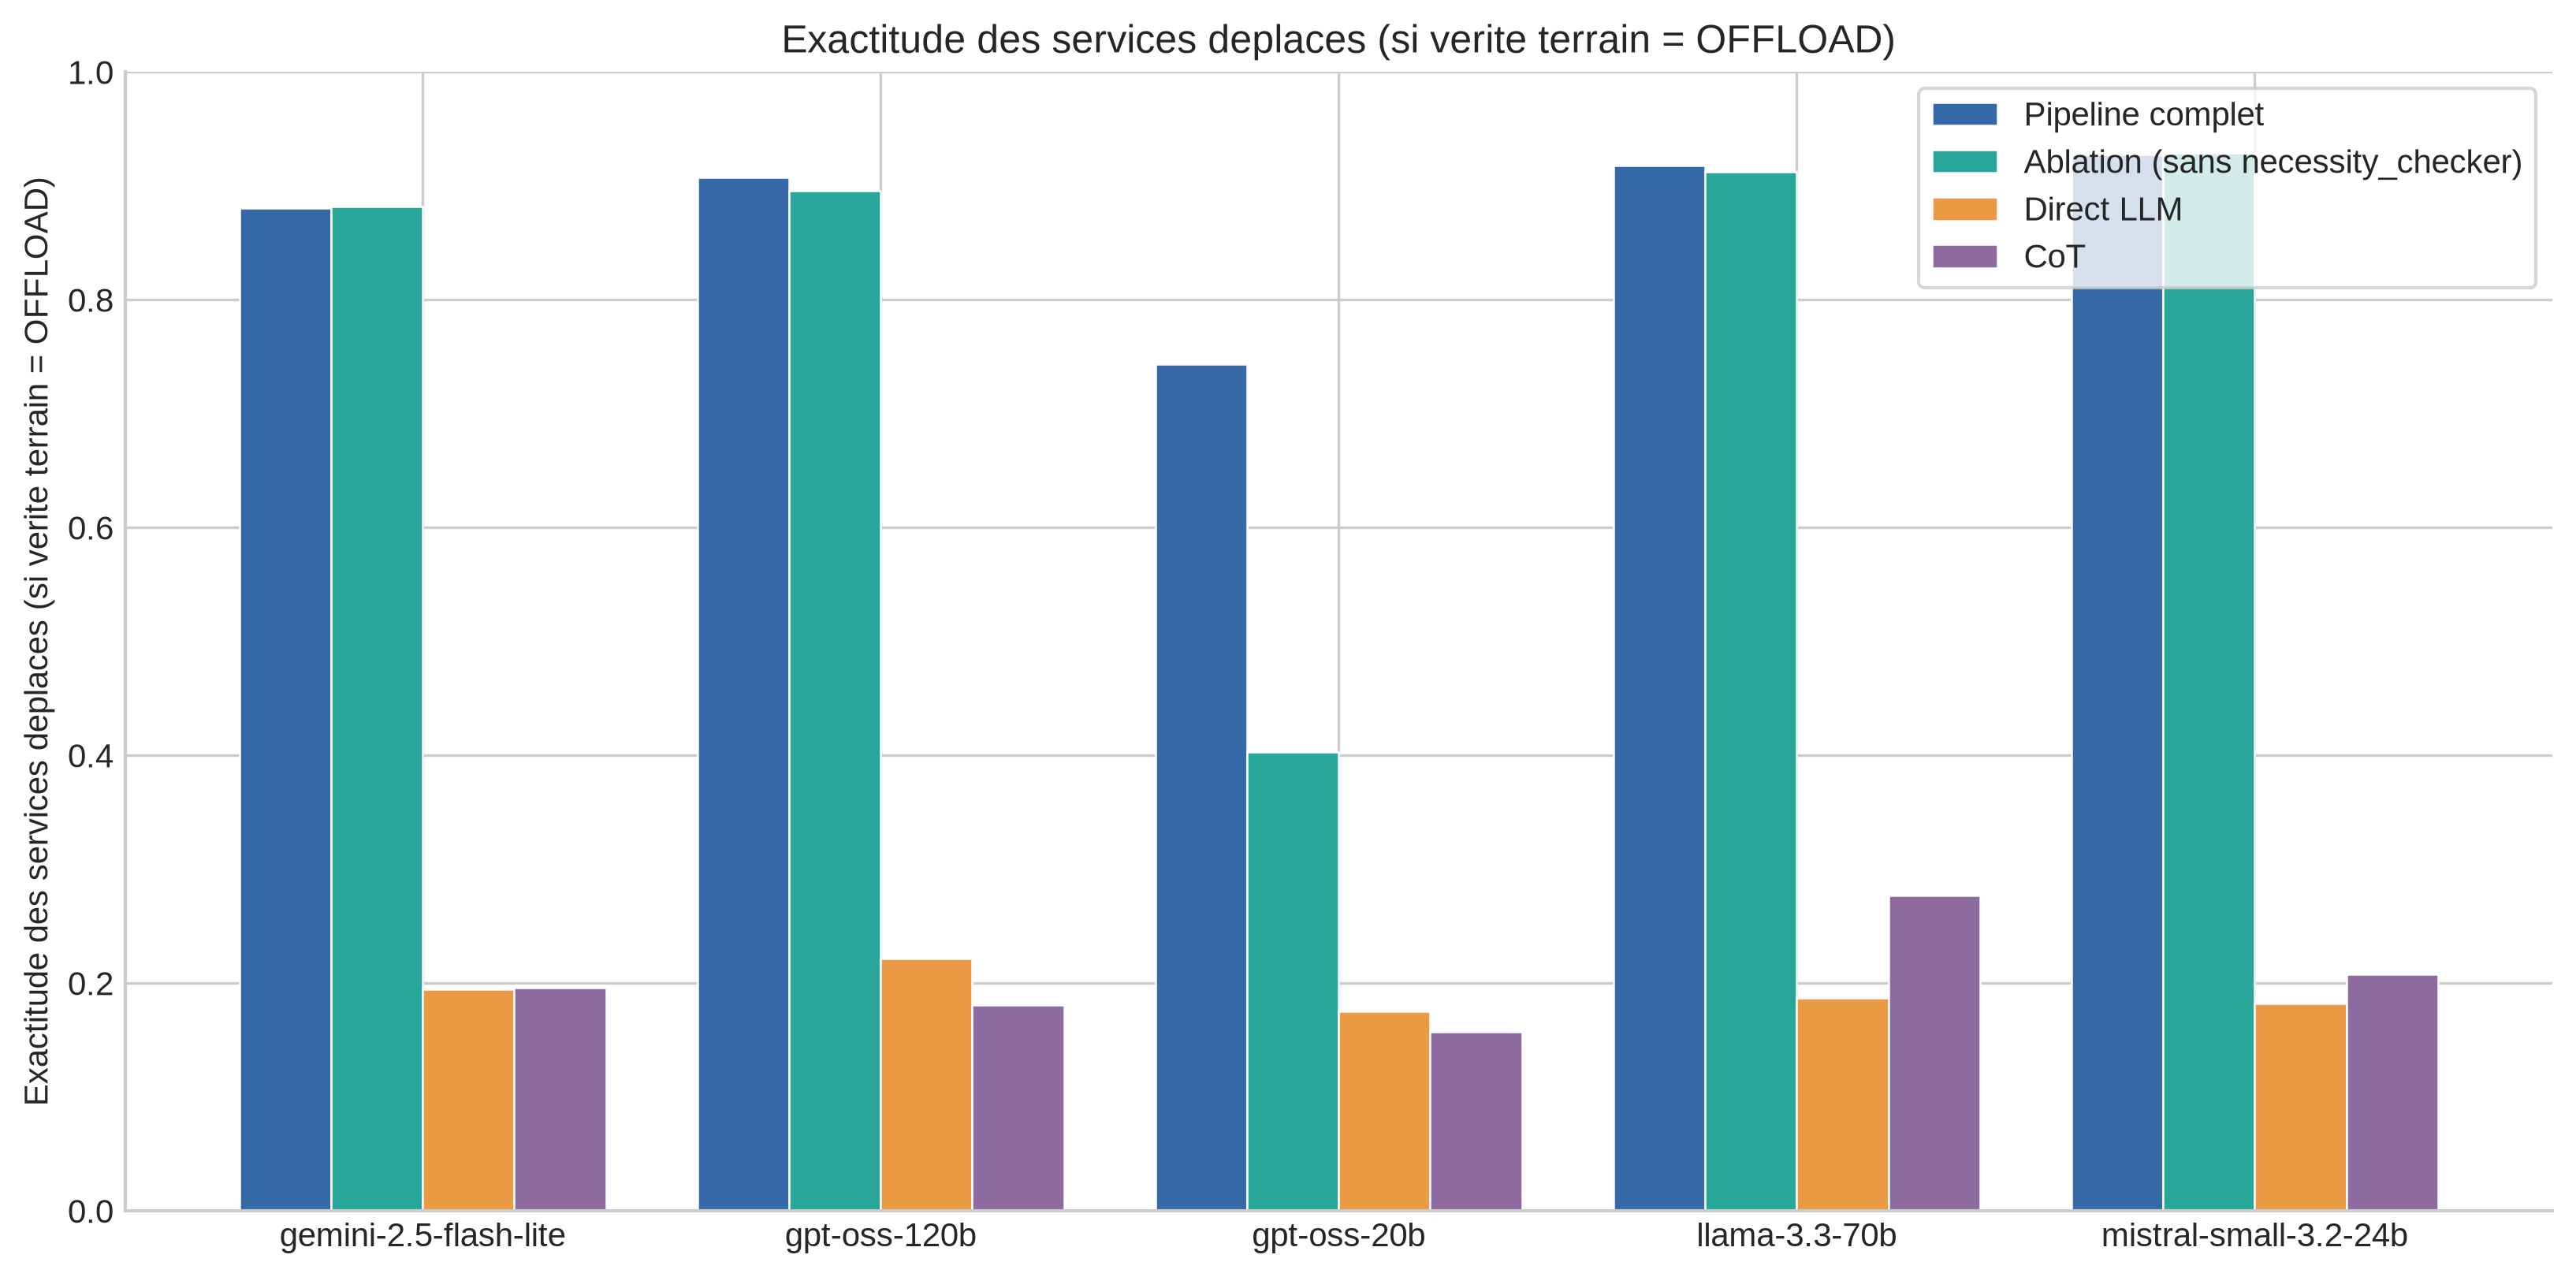 Exactitude des services deplaces (si verite terrain = OFFLOAD)
Exactitude des services deplaces (si verite terrain = OFFLOAD)
1.0
0.8
0.6
0.4
0.2
0.0
Pipeline complet
Ablation (sans necessity_checker)
Direct LLM
CoT
gemini-2.5-flash-lite
gpt-oss-120b
gpt-oss-20b
llama-3.3-70b
mistral-small-3.2-24b